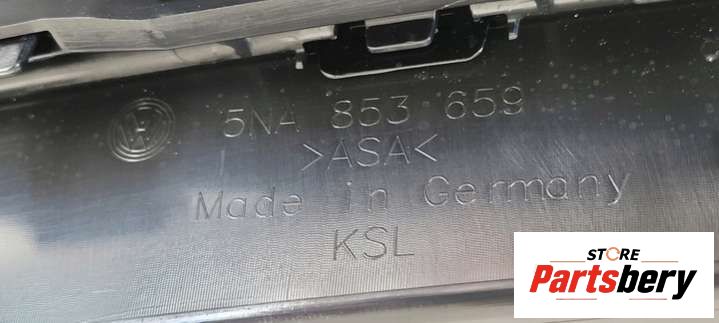 5NA 853 659
>ASA<
Made in Germany
KSL
STORE
Partsbery